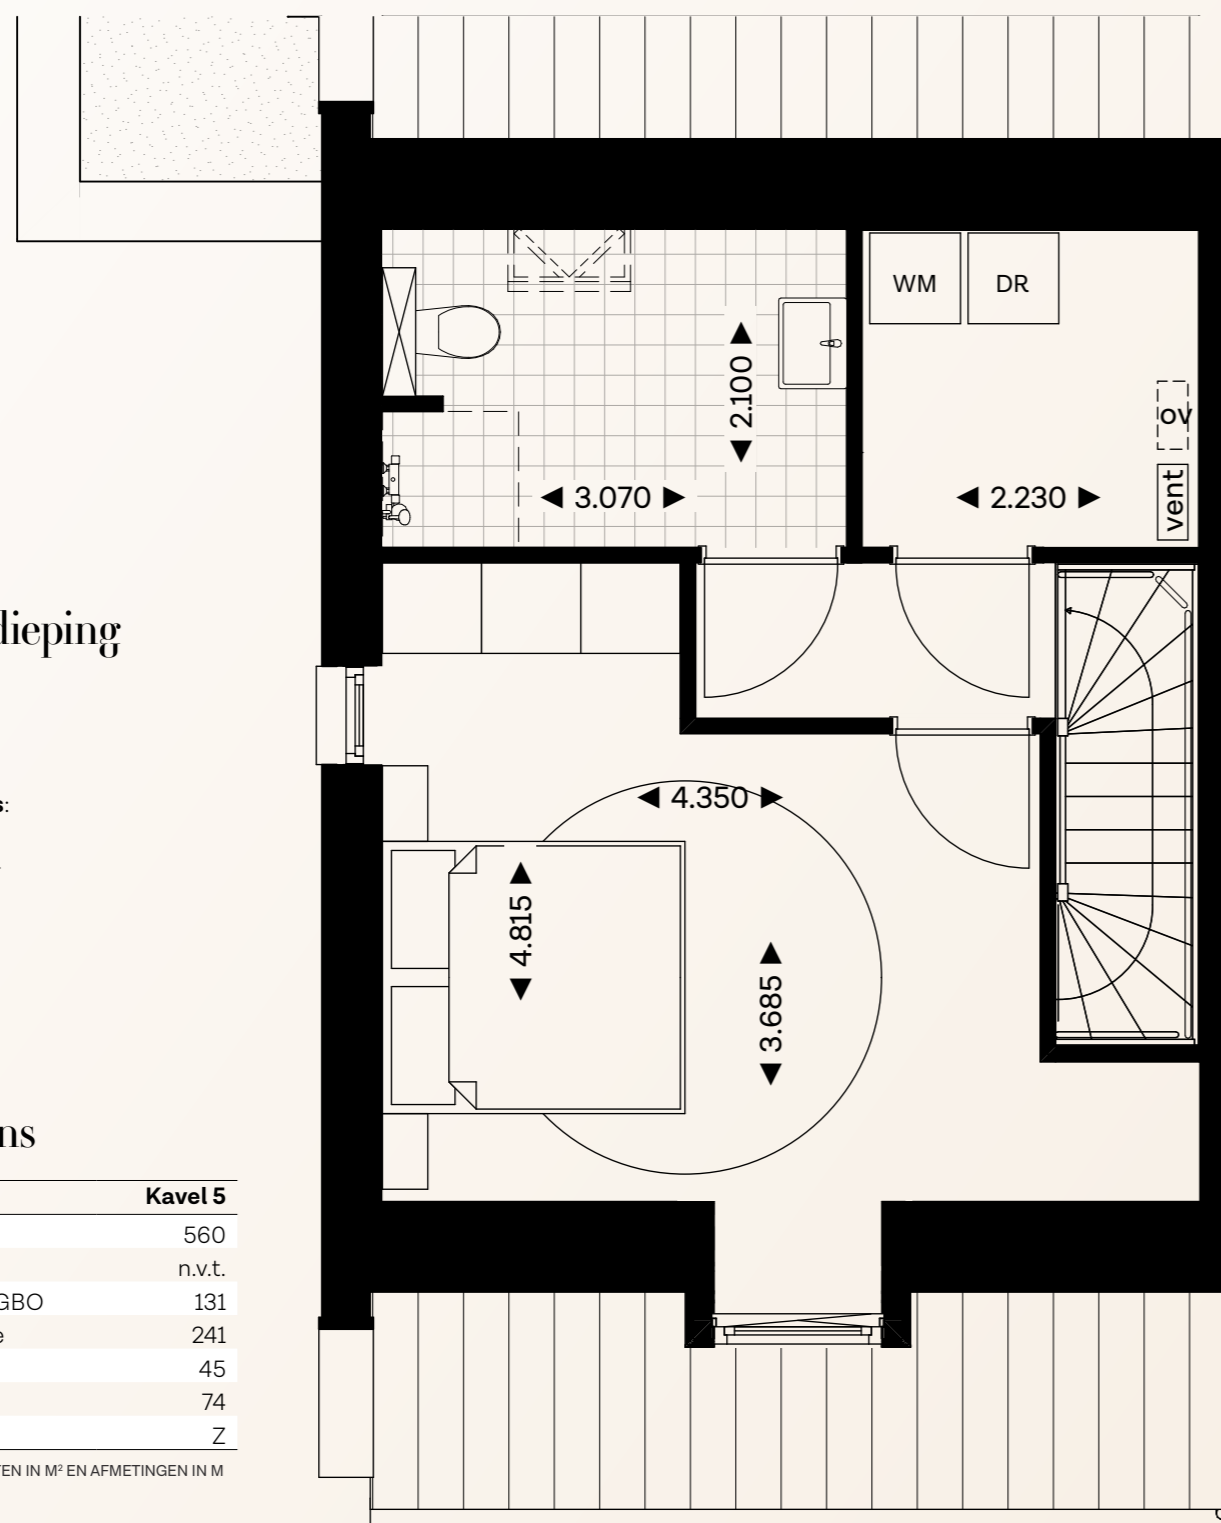 dieping
s:
ns
Kavel 5
560
n.v.t.
GBO 131
e 241
45
74
Z
TEN IN M² EN AFMETINGEN IN M
WM
DR
2.100
ov
3.070
2.230
vent
4.350
4.815
3.685